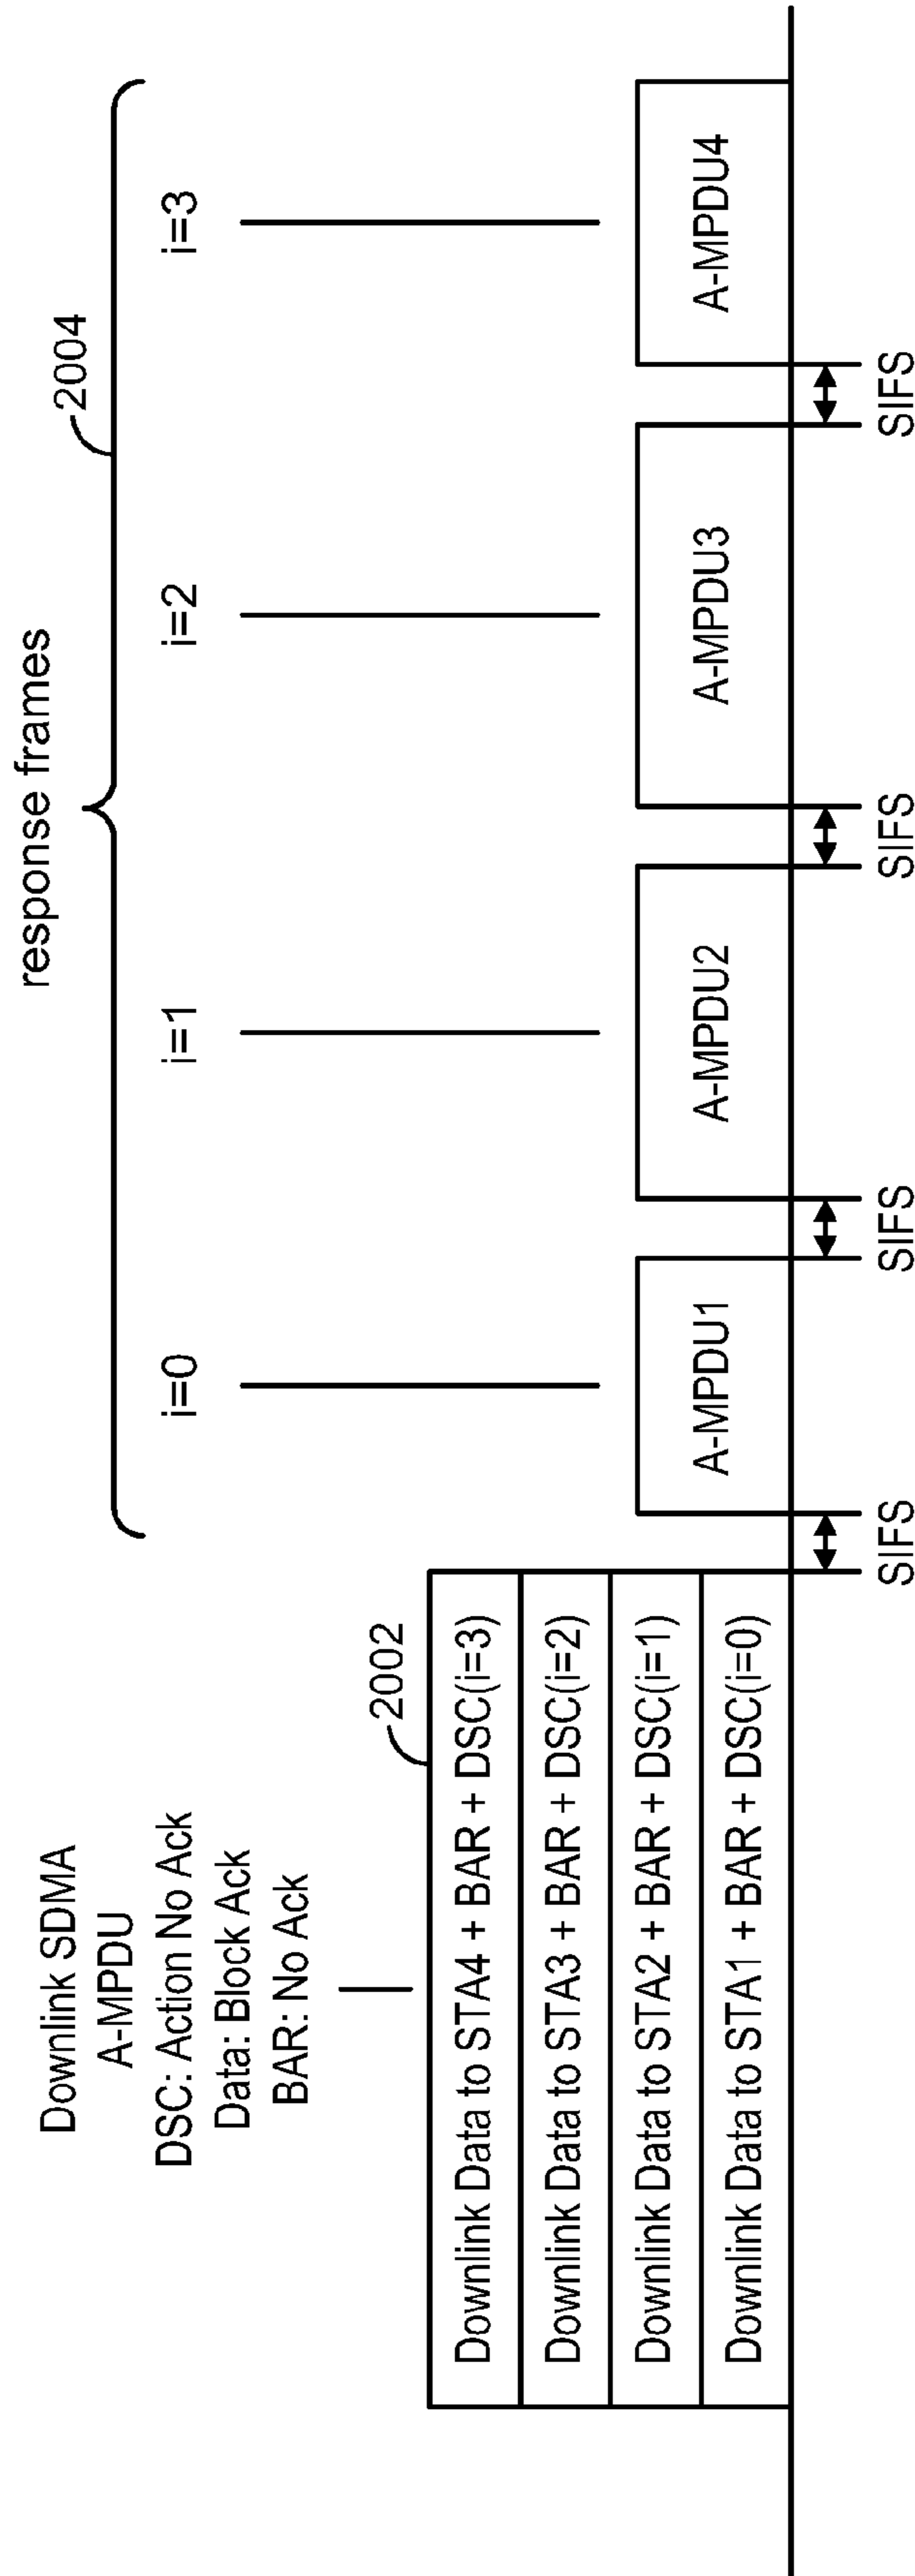 response frames
2004
i=0
i=1
i=2
i=3
Downlink SDMA
A-MPDU
DSC: Action No Ack
Data: Block Ack
BAR: No Ack
2002
Downlink Data to STA4 + BAR + DSC(i=3)
Downlink Data to STA3 + BAR + DSC(i=2)
Downlink Data to STA2 + BAR + DSC(i=1)
Downlink Data to STA1 + BAR + DSC(i=0)
A-MPDU1
A-MPDU2
A-MPDU3
A-MPDU4
SIFS
SIFS
SIFS
SIFS